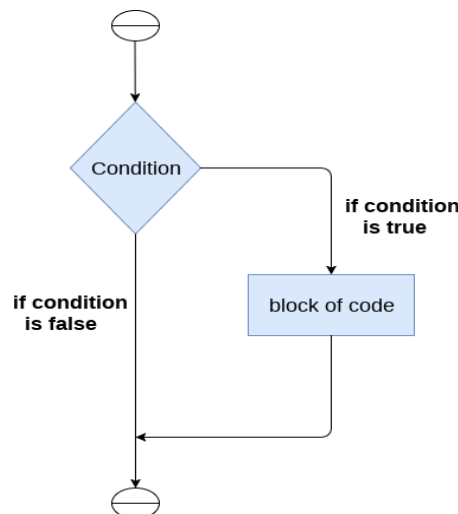 Condition
if condition
is true
if condition
is false
block of code